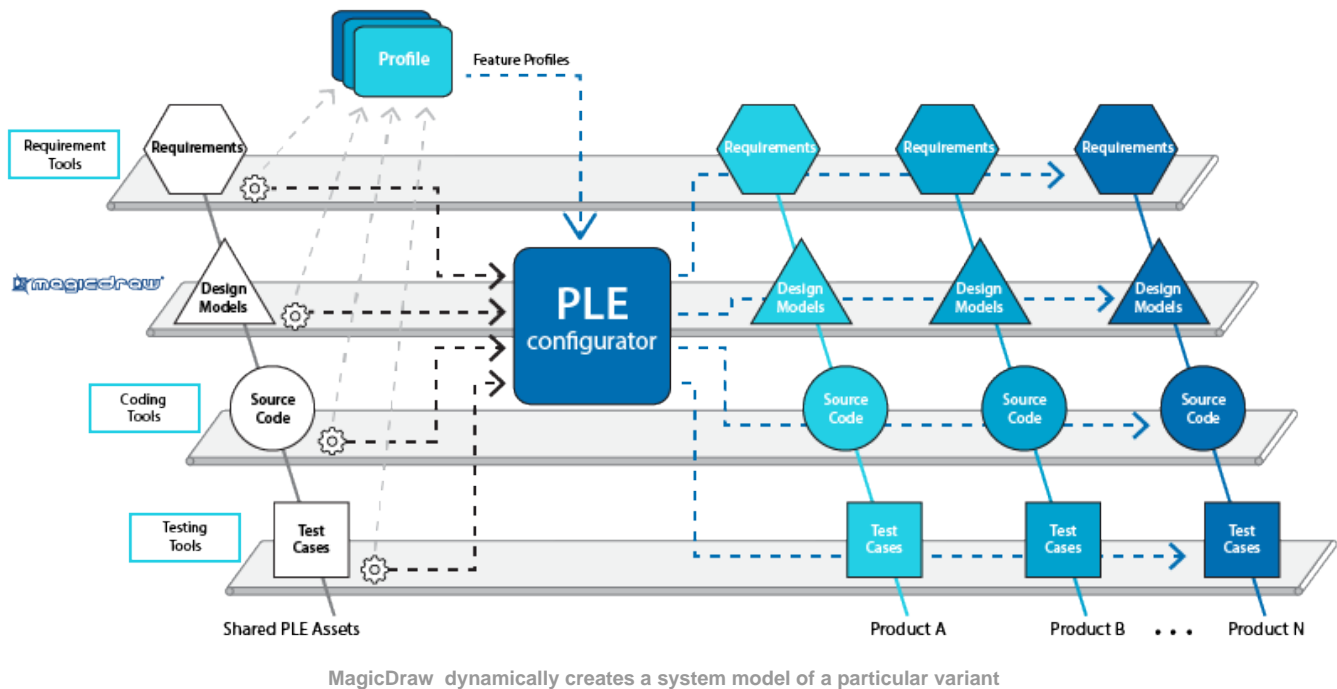 Profile
Feature Profiles
Requirement
Tools
Requirements
Requirements
Requirements
Requirements
magicdraw
Design
Models
PLE
configurator
Design
Models
Design
Models
Design
Models
Coding
Tools
Source
Code
Source
Code
Source
Code
Source
Code
Testing
Tools
Test
Cases
Test
Cases
Test
Cases
Test
Cases
Shared PLE Assets
Product A
Product B
• • •
Product N
MagicDraw dynamically creates a system model of a particular variant